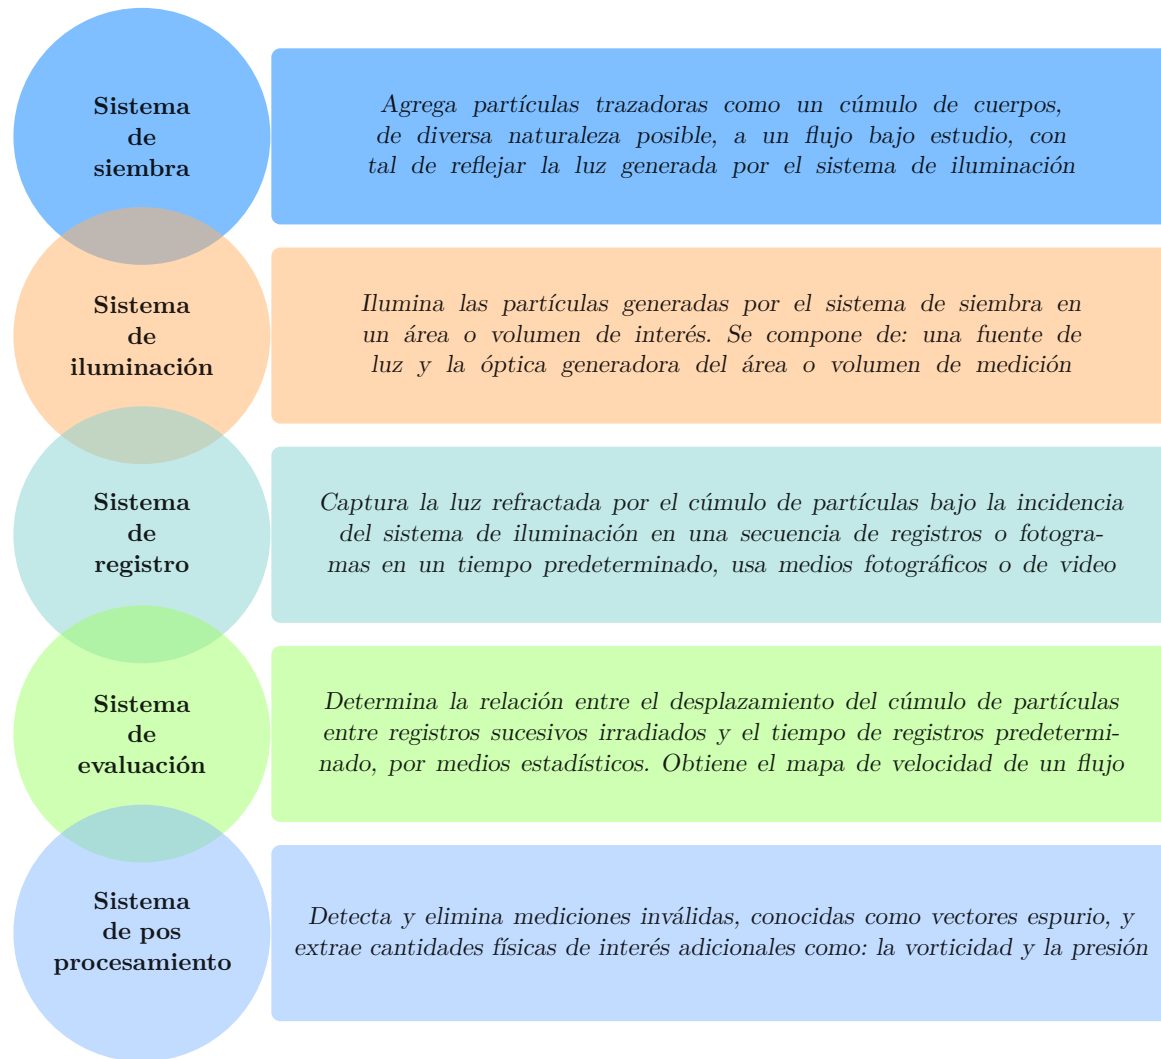 Sistema
de
siembra
Agrega partículas trazadoras como un cúmulo de cuerpos,
de diversa naturaleza posible, a un flujo bajo estudio, con
tal de reflejar la luz generada por el sistema de iluminación
Sistema
de
iluminación
Ilumina las partículas generadas por el sistema de siembra en
un área o volumen de interés. Se compone de: una fuente de
luz y la óptica generadora del área o volumen de medición
Sistema
de
registro
Captura la luz refractada por el cúmulo de partículas bajo la incidencia
del sistema de iluminación en una secuencia de registros o fotogra-
mas en un tiempo predeterminado, usa medios fotográficos o de video
Sistema
de
evaluación
Determina la relación entre el desplazamiento del cúmulo de partículas
entre registros sucesivos irradiados y el tiempo de registros predetermi-
nado, por medios estadísticos. Obtiene el mapa de velocidad de un flujo
Sistema
de pos
procesamiento
Detecta y elimina mediciones inválidas, conocidas como vectores espurio, y
extrae cantidades físicas de interés adicionales como: la vorticidad y la presión